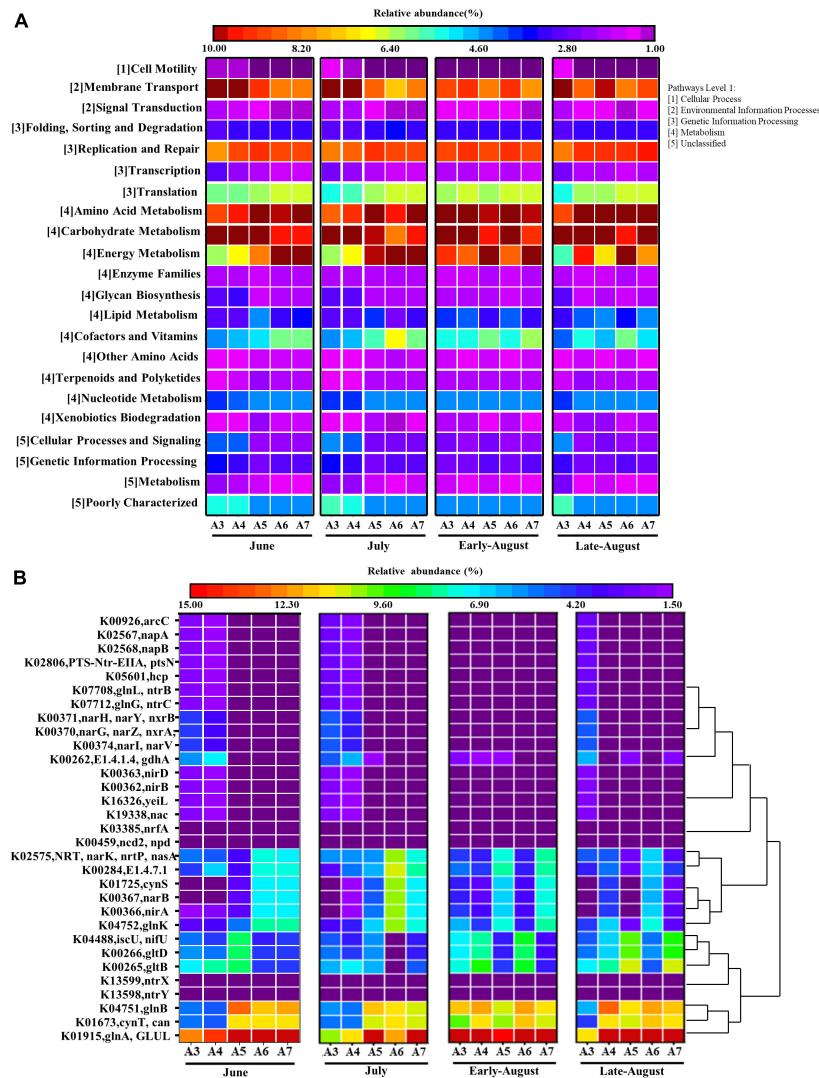 A
Relative abundance(%)
10.00 8.20 6.40 4.60 2.80 1.00
[1]Cell Motility
[2]Membrane Transport
[2]Signal Transduction
[3]Folding, Sorting and Degradation
[3]Replication and Repair
[3]Transcription
[3]Translation
[4]Amino Acid Metabolism
[4]Carbohydrate Metabolism
[4]Energy Metabolism
[4]Enzyme Families
[4]Glycan Biosynthesis
[4]Lipid Metabolism
[4]Cofactors and Vitamins
[4]Other Amino Acids
[4]Terpenoids and Polyketides
[4]Nucleotide Metabolism
[4]Xenobiotics Biodegradation
[5]Cellular Processes and Signaling
[5]Genetic Information Processing
[5]Metabolism
[5]Poorly Characterized
Pathways Level 1:
[1] Cellular Process
[2] Environmental Information Processes
[3] Genetic Information Processing
[4] Metabolism
[5] Unclassified
A3 A4 A5 A6 A7 A3 A4 A5 A6 A7 A3 A4 A5 A6 A7 A3 A4 A5 A6 A7
June July Early-August Late-August
B
Relative abundance (%)
15.00 12.30 9.60 6.90 4.20 1.50
K00926,arcC
K02567,napA
K02568,napB
K02806,PTS-Ntr-EIIA, ptsN
K05601,hcp
K07708,glnL, ntrB
K07712,glnG, ntrC
K00371,narH, narY, nxrB
K00370,narG, narZ, nxrA;
K00374,narI, narV
K00262,E1.4.1.4, gdhA
K00363,nirD
K00362,nirB
K16326,yeiL
K19338,nac
K03385,nrfA
K00459,ncd2, npd
K02575,NRT, narK, nrtP, nasA
K00284,E1.4.7.1
K01725,cynS
K00367,narB
K00366,nirA
K04752,glnK
K04488,iscU, nifU
K00266,gltD
K00265,gltB
K13599,ntrX
K13598,ntrY
K04751,glnB
K01673,cynT, can
K01915,glnA, GLUL
A3 A4 A5 A6 A7 A3 A4 A5 A6 A7 A3 A4 A5 A6 A7 A3 A4 A5 A6 A7
June July Early-August Late-August